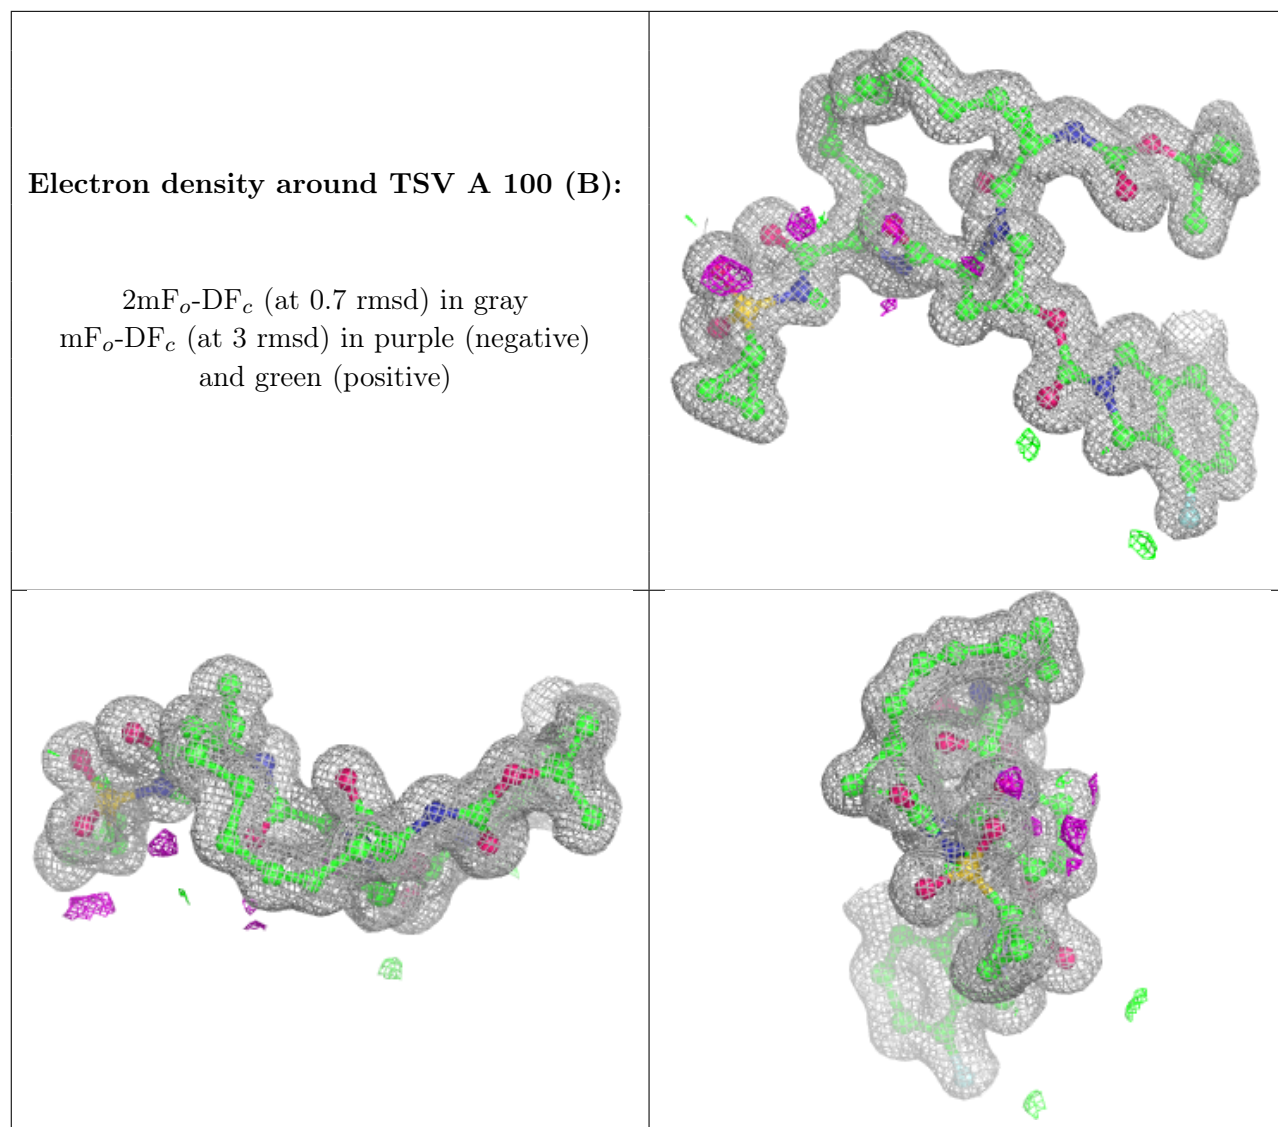 Electron density around TSV A 100 (B):
2mFo-DFc (at 0.7 rmsd) in gray
mFo-DFc (at 3 rmsd) in purple (negative)
and green (positive)